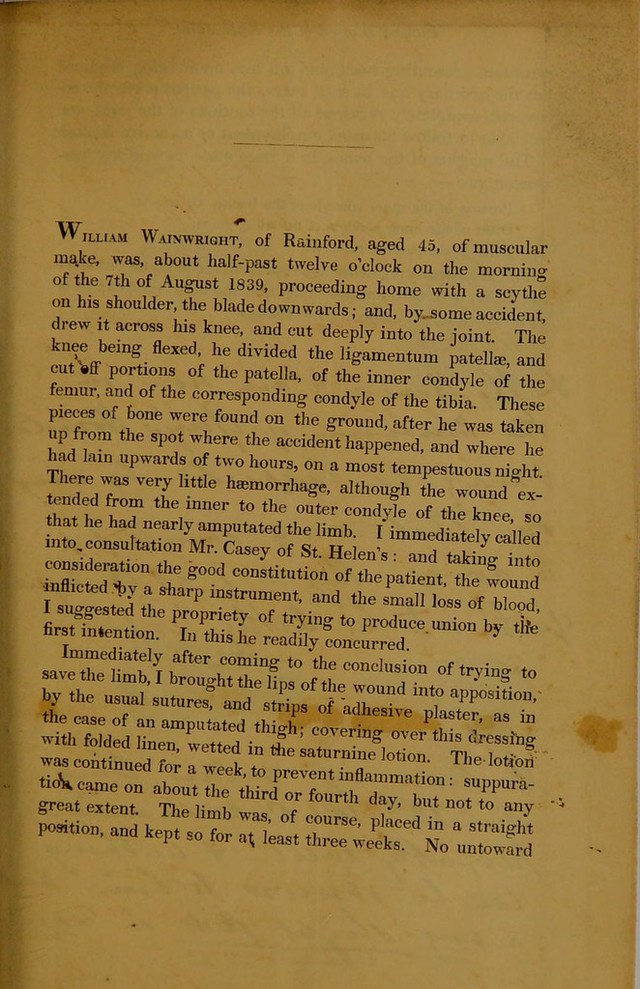 WILLIAM WAINWRIGHT, of Rainford, aged 45, of muscular
make, was, about half-past twelve o'clock on the morning
of the 7th of August 1839, proceeding home with a scythe
on his shoulder, the blade downwards; and, by some accident,
drew it across his knee, and cut deeply into the joint. The
knee being flexed, he divided the ligamentum patellæ, and
cut off portions of the patella, of the inner condyle of the
femur, and of the corresponding condyle of the tibia. These
pieces of bone were found on the ground, after he was taken
up from the spot where the accident happened, and where he
had lain upwards of two hours, on a most tempestuous night.
There was very little hæmorrhage, although the wound ex-
tended from the inner to the outer condyle of the knee, so
that he had nearly amputated the limb. I immediately called
into consultation Mr. Casey of St. Helen's: and taking into
consideration the good constitution of the patient, the wound
inflicted by a sharp instrument, and the small loss of blood,
I suggested the propriety of trying to produce union by the
first intention. In this he readily concurred.
Immediately after coming to the conclusion of trying to
save the limb, I brought the lips of the wound into apposition,
by the usual sutures, and strips of adhesive plaster, as in
the case of an amputated thigh; covering over this dressing
with folded linen, wetted in the saturnine lotion. The lotion
was continued for a week, to prevent inflammation: suppura-
tion came on about the third or fourth day, but not to any
great extent. The limb was, of course, placed in a straight
position, and kept so for at least three weeks. No untoward